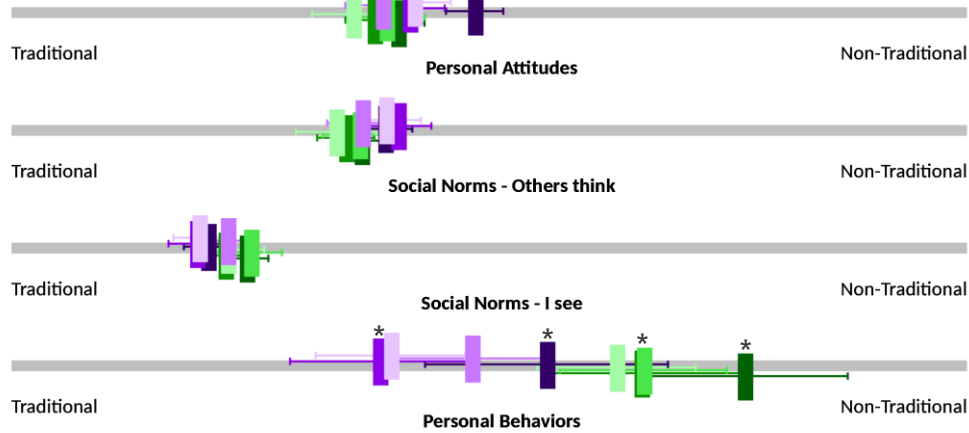 Traditional Non-Traditional
Personal Attitudes
Traditional Non-Traditional
Social Norms - Others think
Traditional Non-Traditional
Social Norms - I see
* * * *
Traditional Non-Traditional
Personal Behaviors